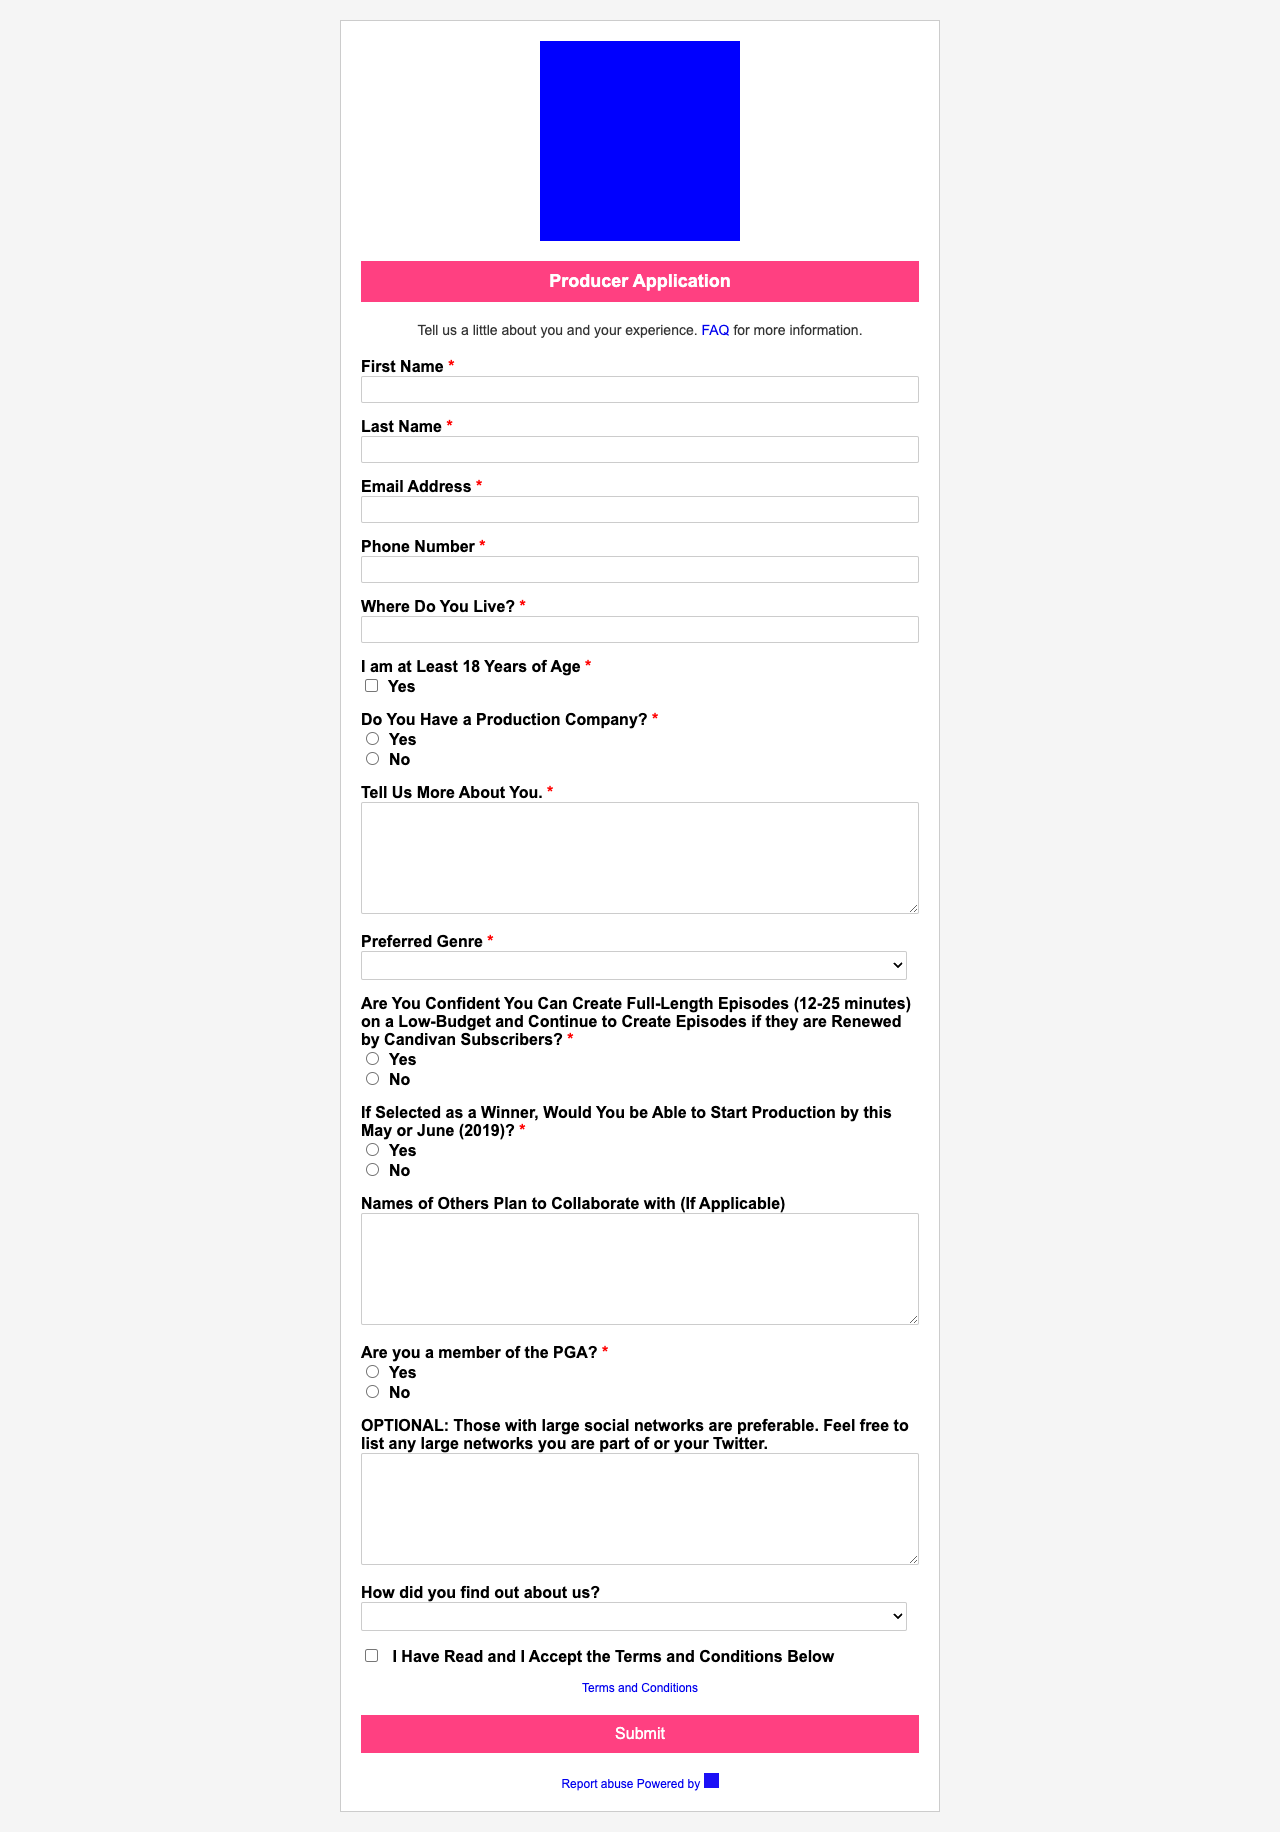 Producer Application
Tell us a little about you and your experience. FAQ for more information.
First Name *
Last Name *
Email Address *
Phone Number *
Where Do You Live? *
I am at Least 18 Years of Age *
Yes
Do You Have a Production Company? *
Yes
No
Tell Us More About You. *
Preferred Genre *
Are You Confident You Can Create Full-Length Episodes (12-25 minutes)
on a Low-Budget and Continue to Create Episodes if they are Renewed
by Candivan Subscribers? *
Yes
No
If Selected as a Winner, Would You be Able to Start Production by this
May or June (2019)? *
Yes
No
Names of Others Plan to Collaborate with (If Applicable)
Are you a member of the PGA? *
Yes
No
OPTIONAL: Those with large social networks are preferable. Feel free to
list any large networks you are part of or your Twitter.
How did you find out about us?
I Have Read and I Accept the Terms and Conditions Below
Terms and Conditions
Submit
Report abuse Powered by